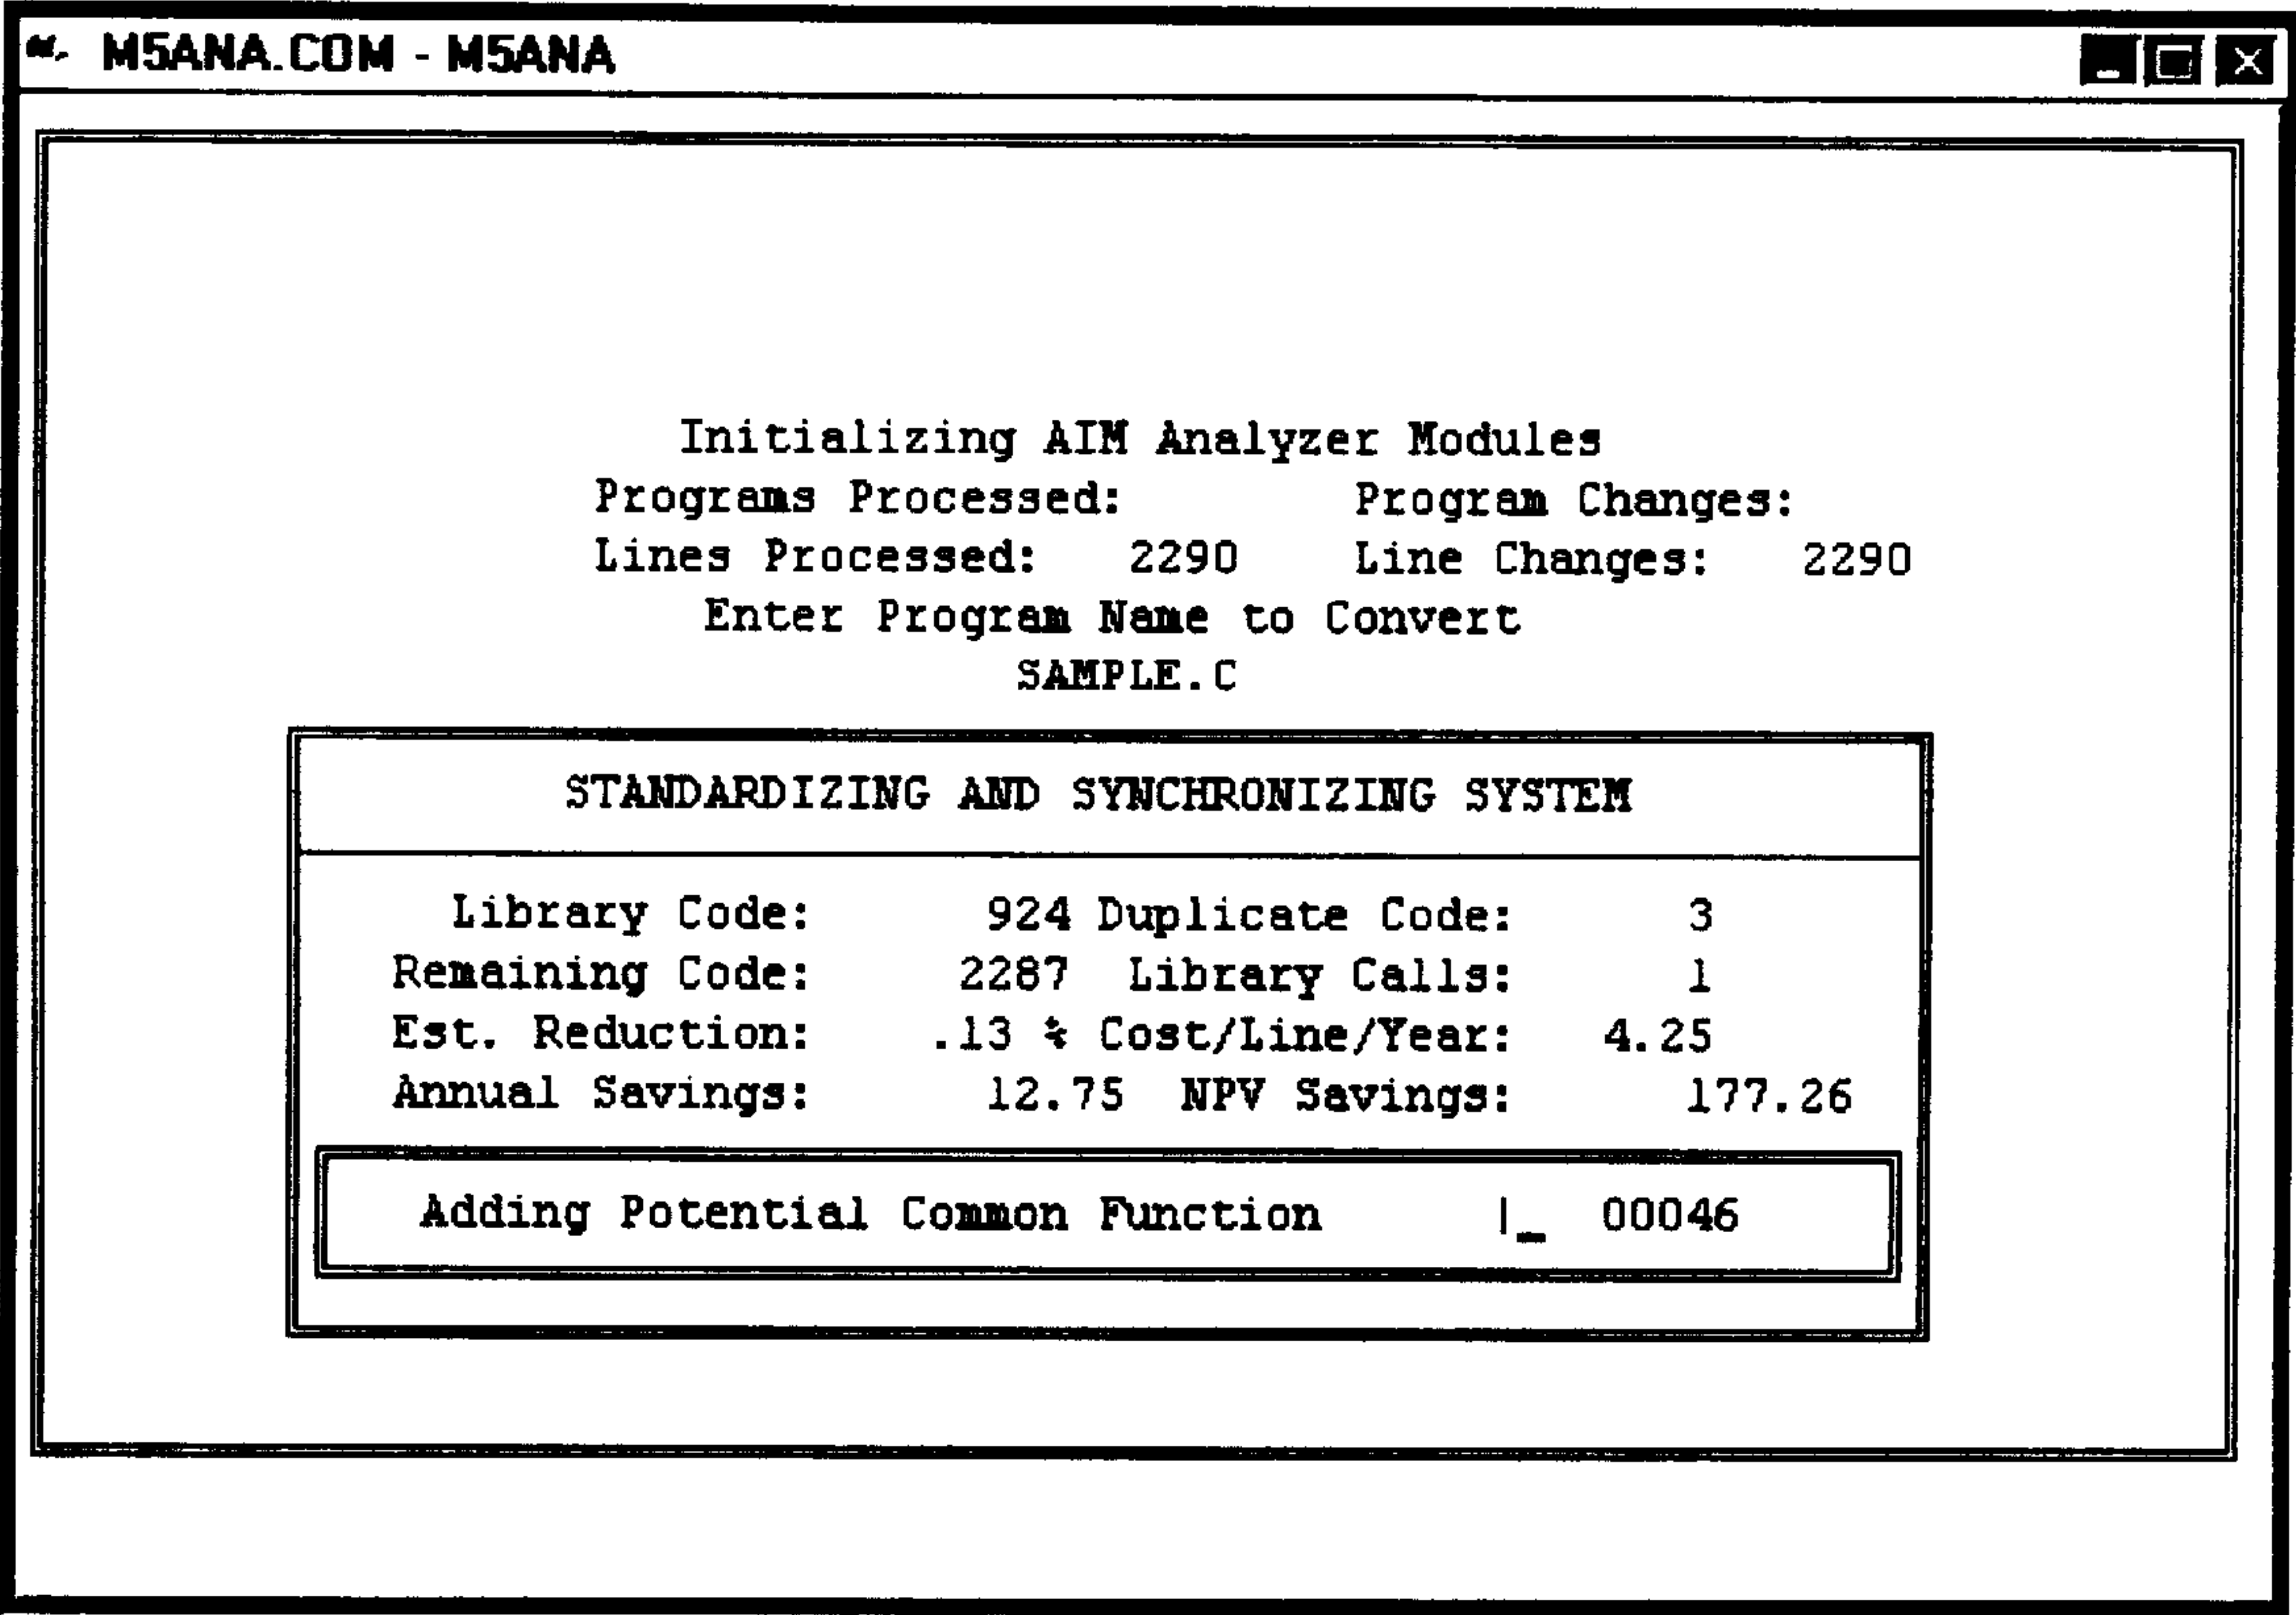 M5ANA.COM - M5ANA
Initializing AIM Analyzer Modules
Programs Processed: Program Changes:
Lines Processed: 2290 Line Changes: 2290
Enter Program Name to Convert
SAMPLE.C
STANDARDIZING AND SYNCHRONIZING SYSTEM
Library Code: 924 Duplicate Code: 3
Remaining Code: 2287 Library Calls: 1
Est. Reduction: .13 % Cost/Line/Year: 4.25
Annual Savings: 12.75 NPV Savings: 177.26
Adding Potential Common Function |_ 00046